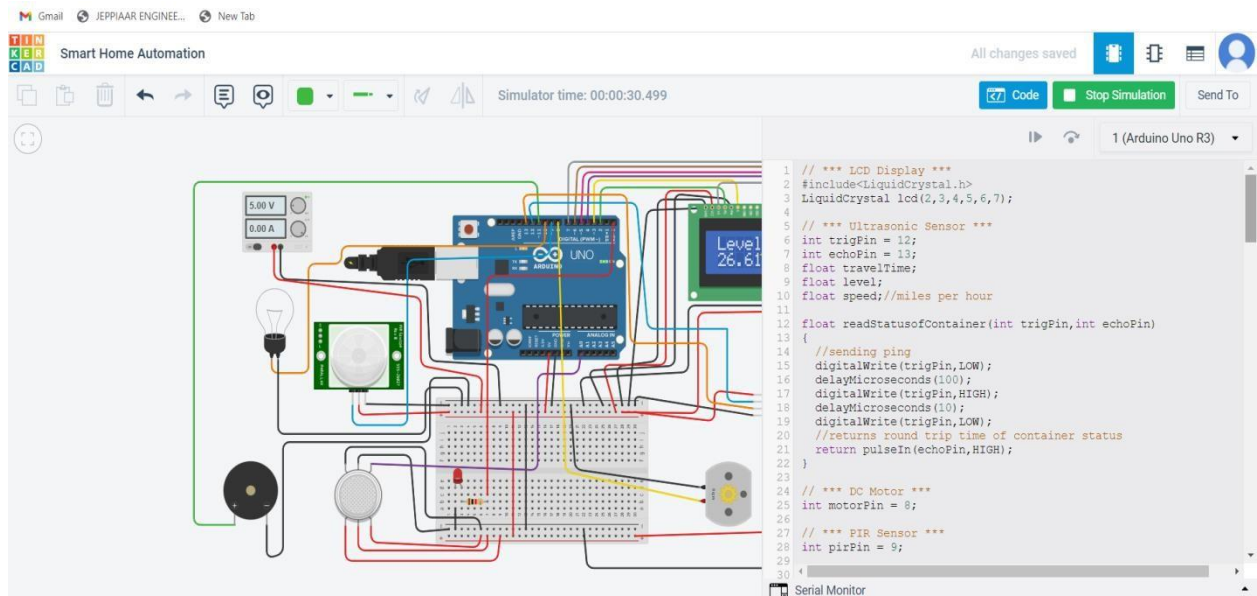 Gmail JEPPIAAR ENGINEE... New Tab
TIN
KER
CAD
Smart Home Automation
All changes saved
Simulator time: 00:00:30.499
Code
Stop Simulation
Send To
1 (Arduino Uno R3)
5.00 V
0.00 A
DIGITAL (PWM~)
UNO
ARDUINO
POWER
ANALOG IN
Level
26.61
1 // *** LCD Display ***
2 #include<LiquidCrystal.h>
3 LiquidCrystal lcd(2,3,4,5,6,7);
4
5 // *** Ultrasonic Sensor ***
6 int trigPin = 12;
7 int echoPin = 13;
8 float travelTime;
9 float level;
10 float speed;//miles per hour
11
12 float readStatusofContainer(int trigPin,int echoPin)
13 {
14 //sending ping
15 digitalWrite(trigPin,LOW);
16 delayMicroseconds(100);
17 digitalWrite(trigPin,HIGH);
18 delayMicroseconds(10);
19 digitalWrite(trigPin,LOW);
20 //returns round trip time of container status
21 return pulseIn(echoPin,HIGH);
22 }
23
24 // *** DC Motor ***
25 int motorPin = 8;
26
27 // *** PIR Sensor ***
28 int pirPin = 9;
29
30
Serial Monitor